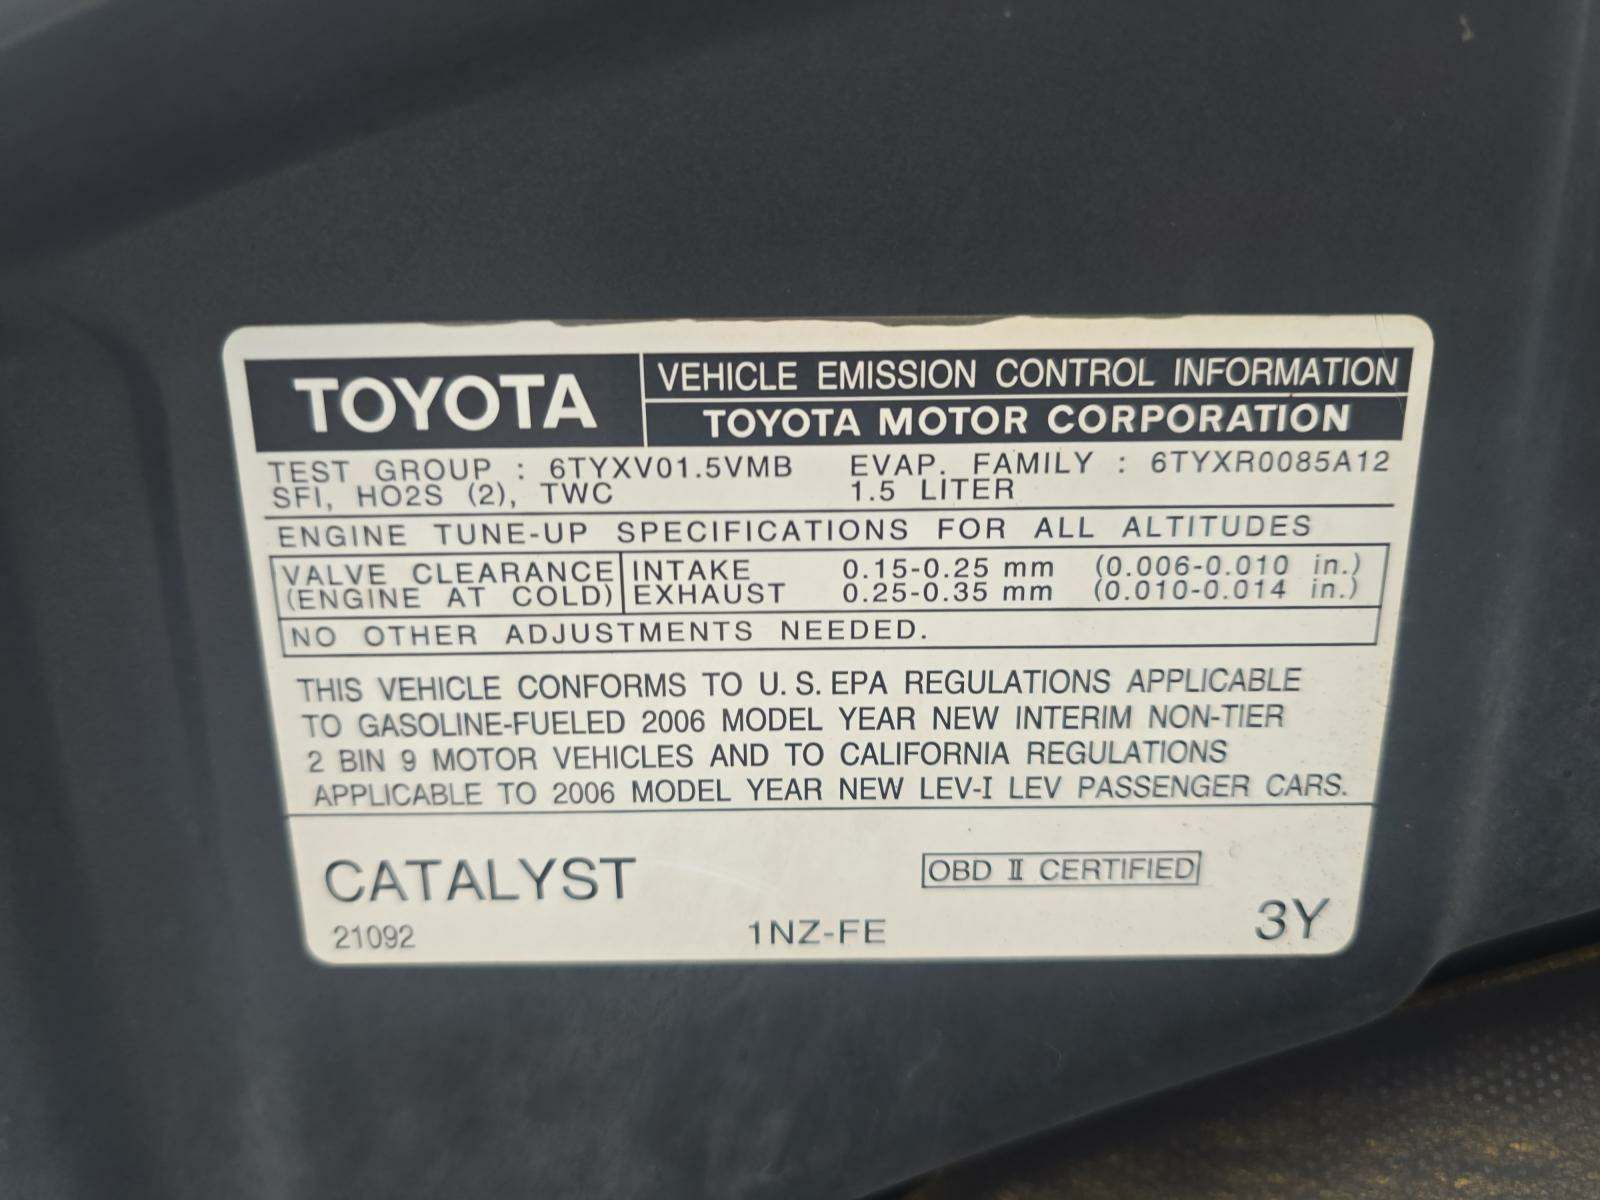 TOYOTA
VEHICLE EMISSION CONTROL INFORMATION
TOYOTA MOTOR CORPORATION
TEST GROUP : 6TYXV01.5VMB EVAP. FAMILY : 6TYXR0085A12
SFI, HO2S (2), TWC 1.5 LITER
ENGINE TUNE-UP SPECIFICATIONS FOR ALL ALTITUDES
VALVE CLEARANCE INTAKE 0.15-0.25 mm (0.006-0.010 in.)
(ENGINE AT COLD) EXHAUST 0.25-0.35 mm (0.010-0.014 in.)
NO OTHER ADJUSTMENTS NEEDED.
THIS VEHICLE CONFORMS TO U.S. EPA REGULATIONS APPLICABLE
TO GASOLINE-FUELED 2006 MODEL YEAR NEW INTERIM NON-TIER
2 BIN 9 MOTOR VEHICLES AND TO CALIFORNIA REGULATIONS
APPLICABLE TO 2006 MODEL YEAR NEW LEV-I LEV PASSENGER CARS.
CATALYST OBD II CERTIFIED
21092 1NZ-FE 3Y